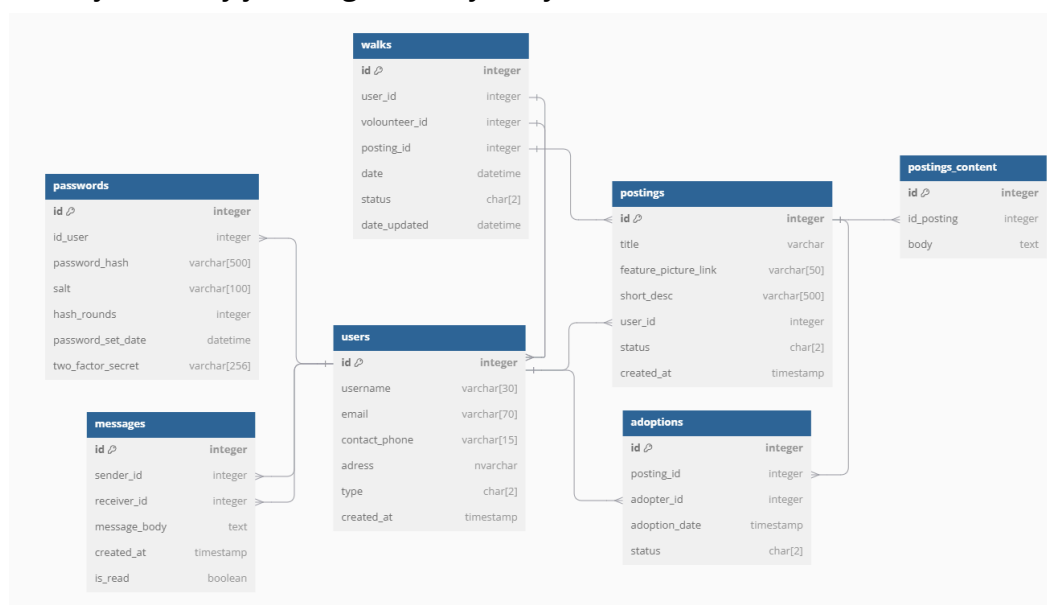 walks
id integer
user_id integer
volounteer_id integer
posting_id integer
date datetime
status char[2]
date_updated datetime
passwords
id integer
id_user integer
password_hash varchar[500]
salt varchar[100]
hash_rounds integer
password_set_date datetime
two_factor_secret varchar[256]
postings
id integer
title varchar
feature_picture_link varchar[50]
short_desc varchar[500]
user_id integer
status char[2]
created_at timestamp
postings_content
id integer
id_posting integer
body text
users
id integer
username varchar[30]
email varchar[70]
contact_phone varchar[15]
adress nvarchar
type char[2]
created_at timestamp
messages
id integer
sender_id integer
receiver_id integer
message_body text
created_at timestamp
is_read boolean
adoptions
id integer
posting_id integer
adopter_id integer
adoption_date timestamp
status char[2]